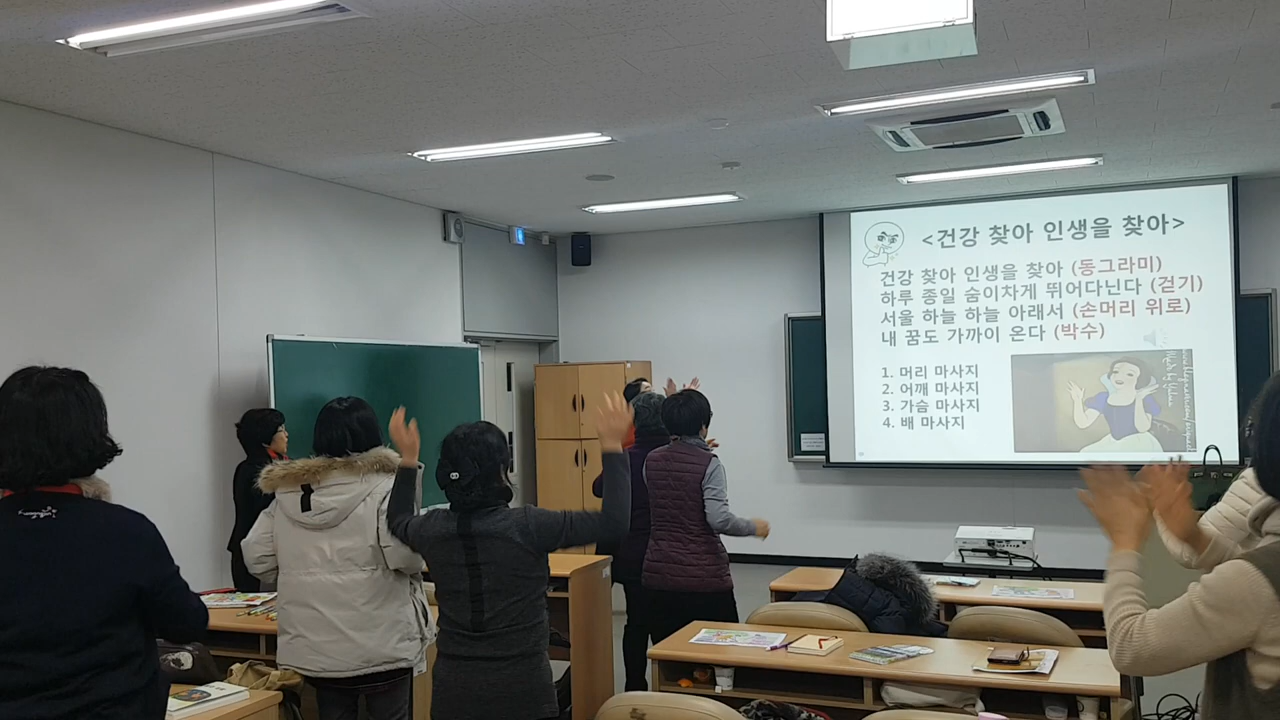 <건강 찾아 인생을 찾아>
건강 찾아 인생을 찾아 (동그라미)
하루 종일 숨이차게 뛰어다닌다 (걷기)
서울 하늘 하늘 아래서 (손머리 위로)
내 꿈도 가까이 온다 (박수)
1. 머리 마사지
2. 어깨 마사지
3. 가슴 마사지
4. 배 마사지